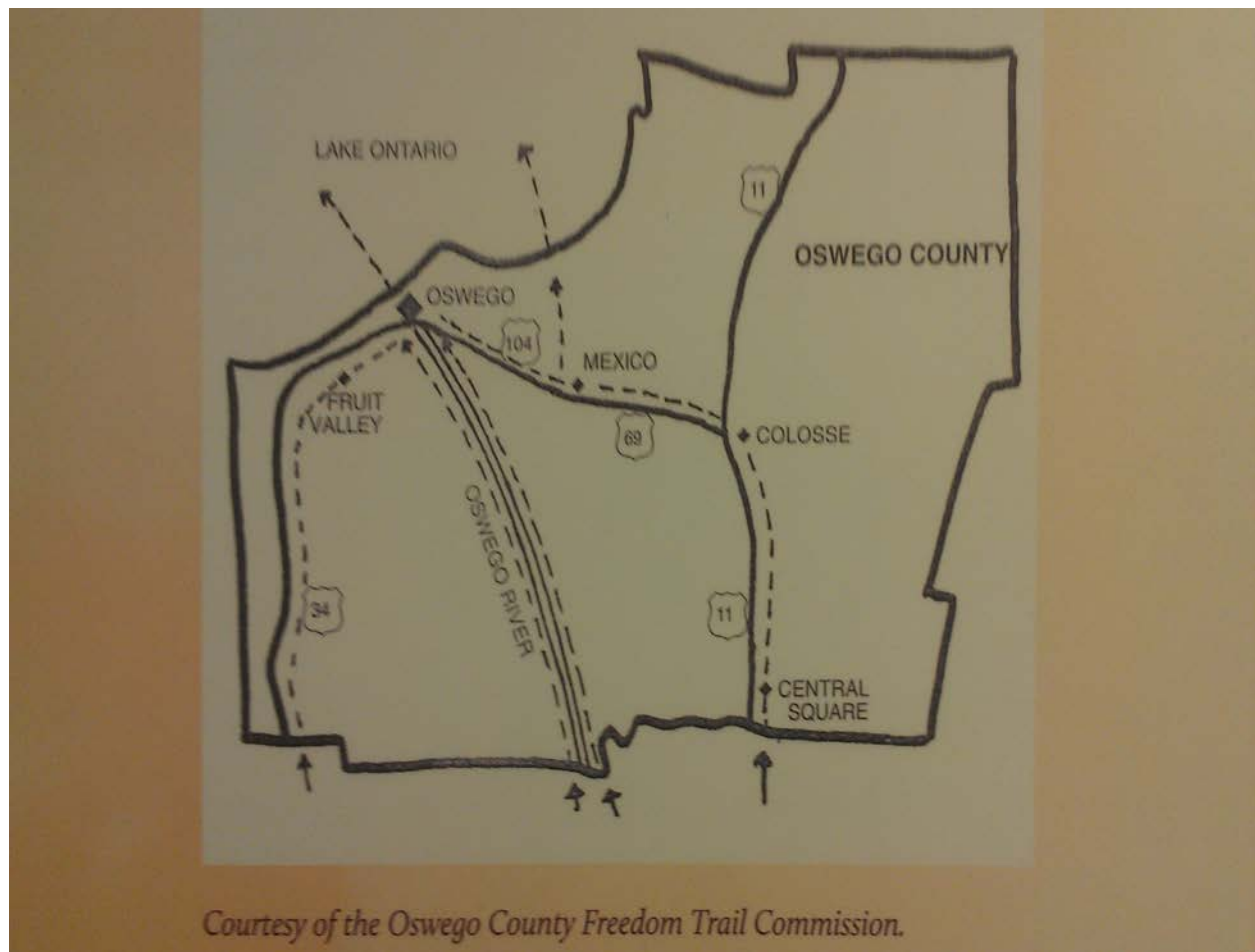 LAKE ONTARIO
11
OSWEGO COUNTY
OSWEGO
104
MEXICO
FRUIT
VALLEY
69
COLOSSE
OSWEGO RIVER
34
11
CENTRAL
SQUARE
Courtesy of the Oswego County Freedom Trail Commission.